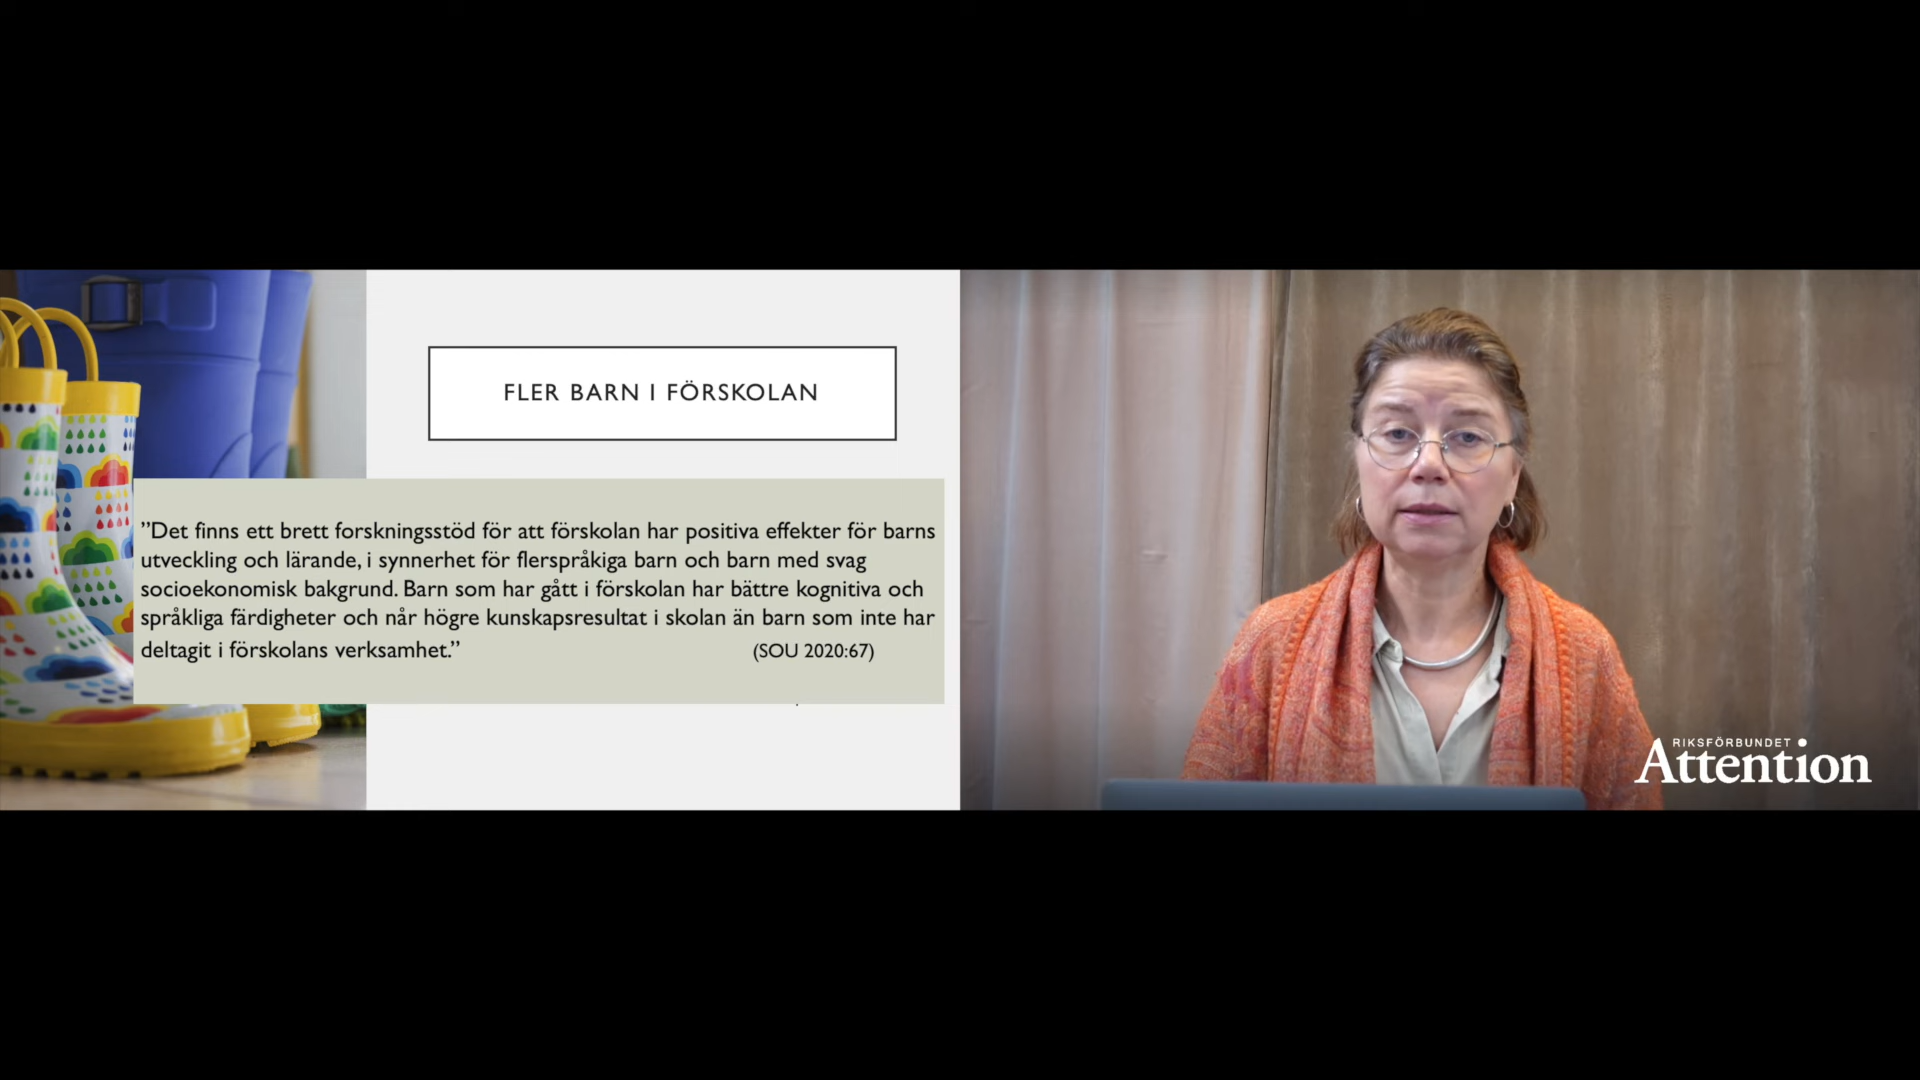 FLER BARN I FÖRSKOLAN
”Det finns ett brett forskningsstöd för att förskolan har positiva effekter för barns
utveckling och lärande, i synnerhet för flerspråkiga barn och barn med svag
socioekonomisk bakgrund. Barn som har gått i förskolan har bättre kognitiva och
språkliga färdigheter och når högre kunskapsresultat i skolan än barn som inte har
deltagit i förskolans verksamhet.” (SOU 2020:67)
RIKSFÖRBUNDET
Attention